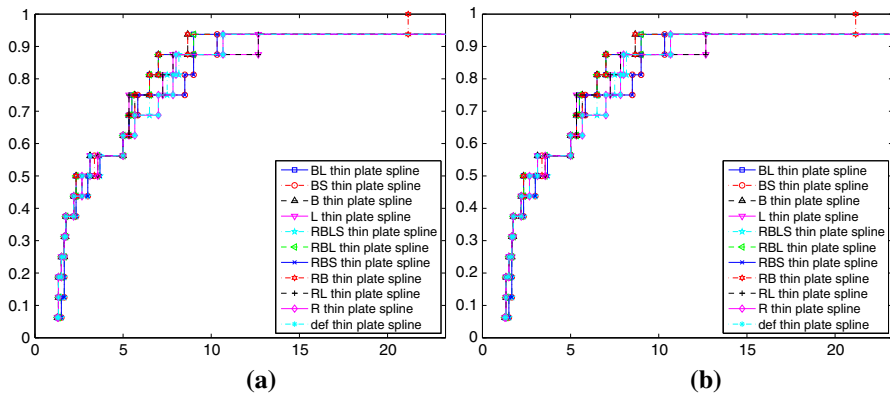 1
0.9
0.8
0.7
0.6
0.5
0.4
0.3
0.2
0.1
0
0 5 10 15 20
BL thin plate spline
BS thin plate spline
B thin plate spline
L thin plate spline
RBLS thin plate spline
RBL thin plate spline
RBS thin plate spline
RB thin plate spline
RL thin plate spline
R thin plate spline
def thin plate spline
(a)
1
0.9
0.8
0.7
0.6
0.5
0.4
0.3
0.2
0.1
0
0 5 10 15 20
BL thin plate spline
BS thin plate spline
B thin plate spline
L thin plate spline
RBLS thin plate spline
RBL thin plate spline
RBS thin plate spline
RB thin plate spline
RL thin plate spline
R thin plate spline
def thin plate spline
(b)